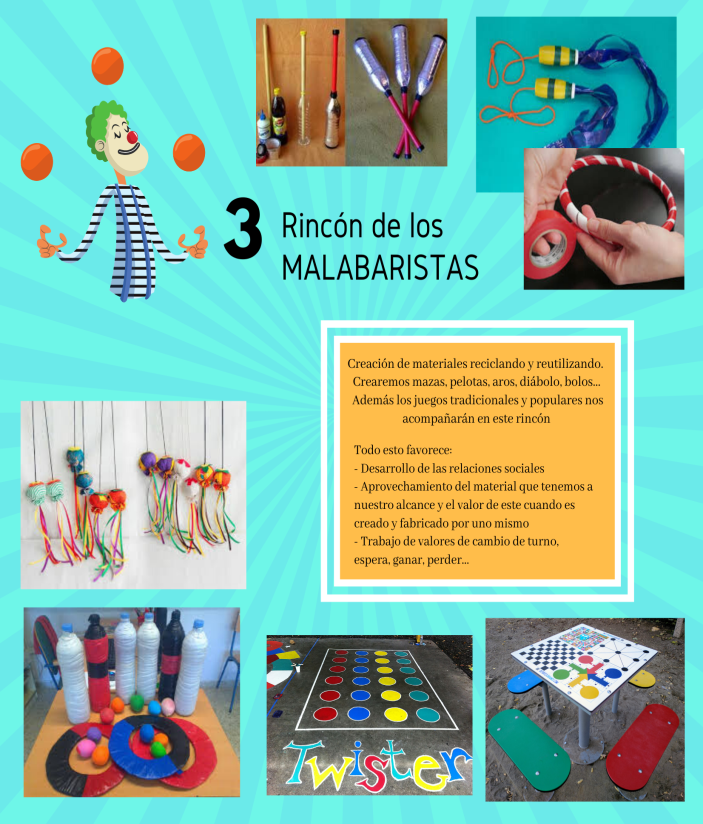 3 Rincón de los
MALABARISTAS
Creación de materiales reciclando y reutilizando.
Crearemos mazas, pelotas, aros, diábolo, bolos...
Además los juegos tradicionales y populares nos
acompañarán en este rincón
Todo esto favorece:
- Desarrollo de las relaciones sociales
- Aprovechamiento del material que tenemos a
nuestro alcance y el valor de este cuando es
creado y fabricado por uno mismo
- Trabajo de valores de cambio de turno,
espera, ganar, perder...
Twister